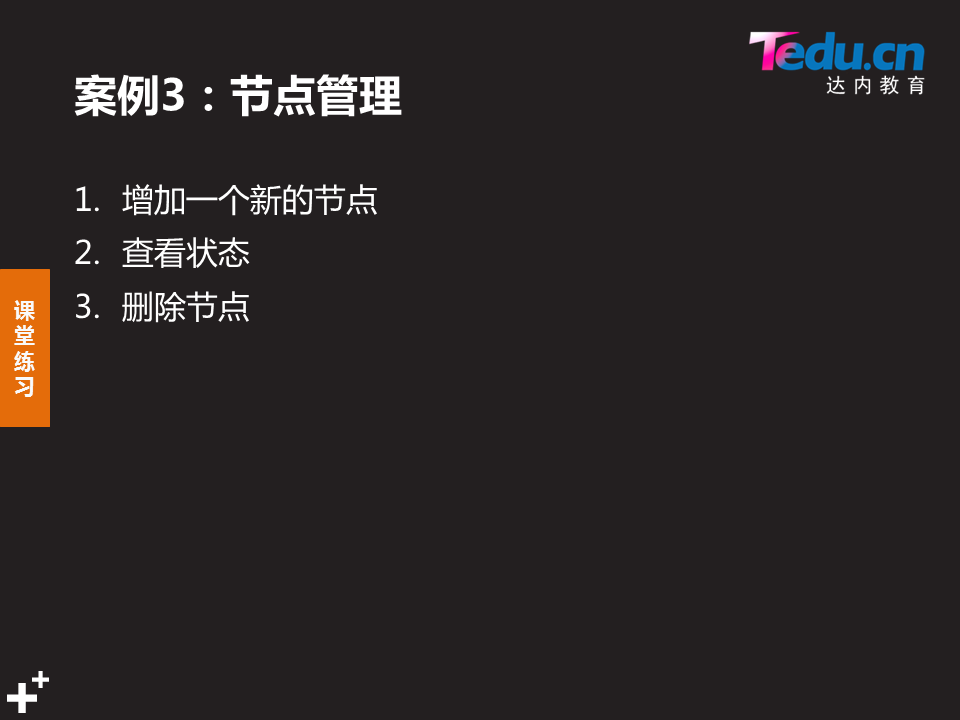 Tedu.cn
达内教育
案例3：节点管理
1. 增加一个新的节点
2. 查看状态
3. 删除节点
课
堂
练
习